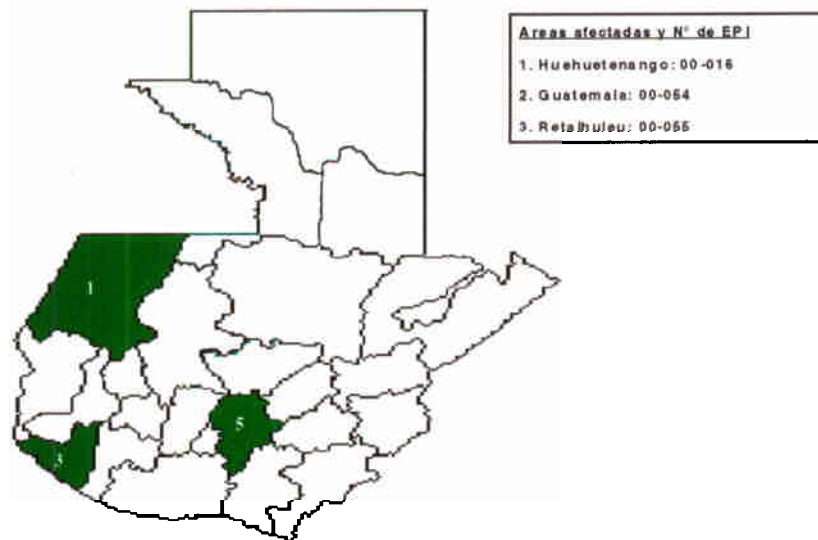 Areas afectadas y N° de EPI
1. Huehuetenango: 00-016
2. Guatemala: 00-054
3. Retalhuleu: 00-055
1
5
3